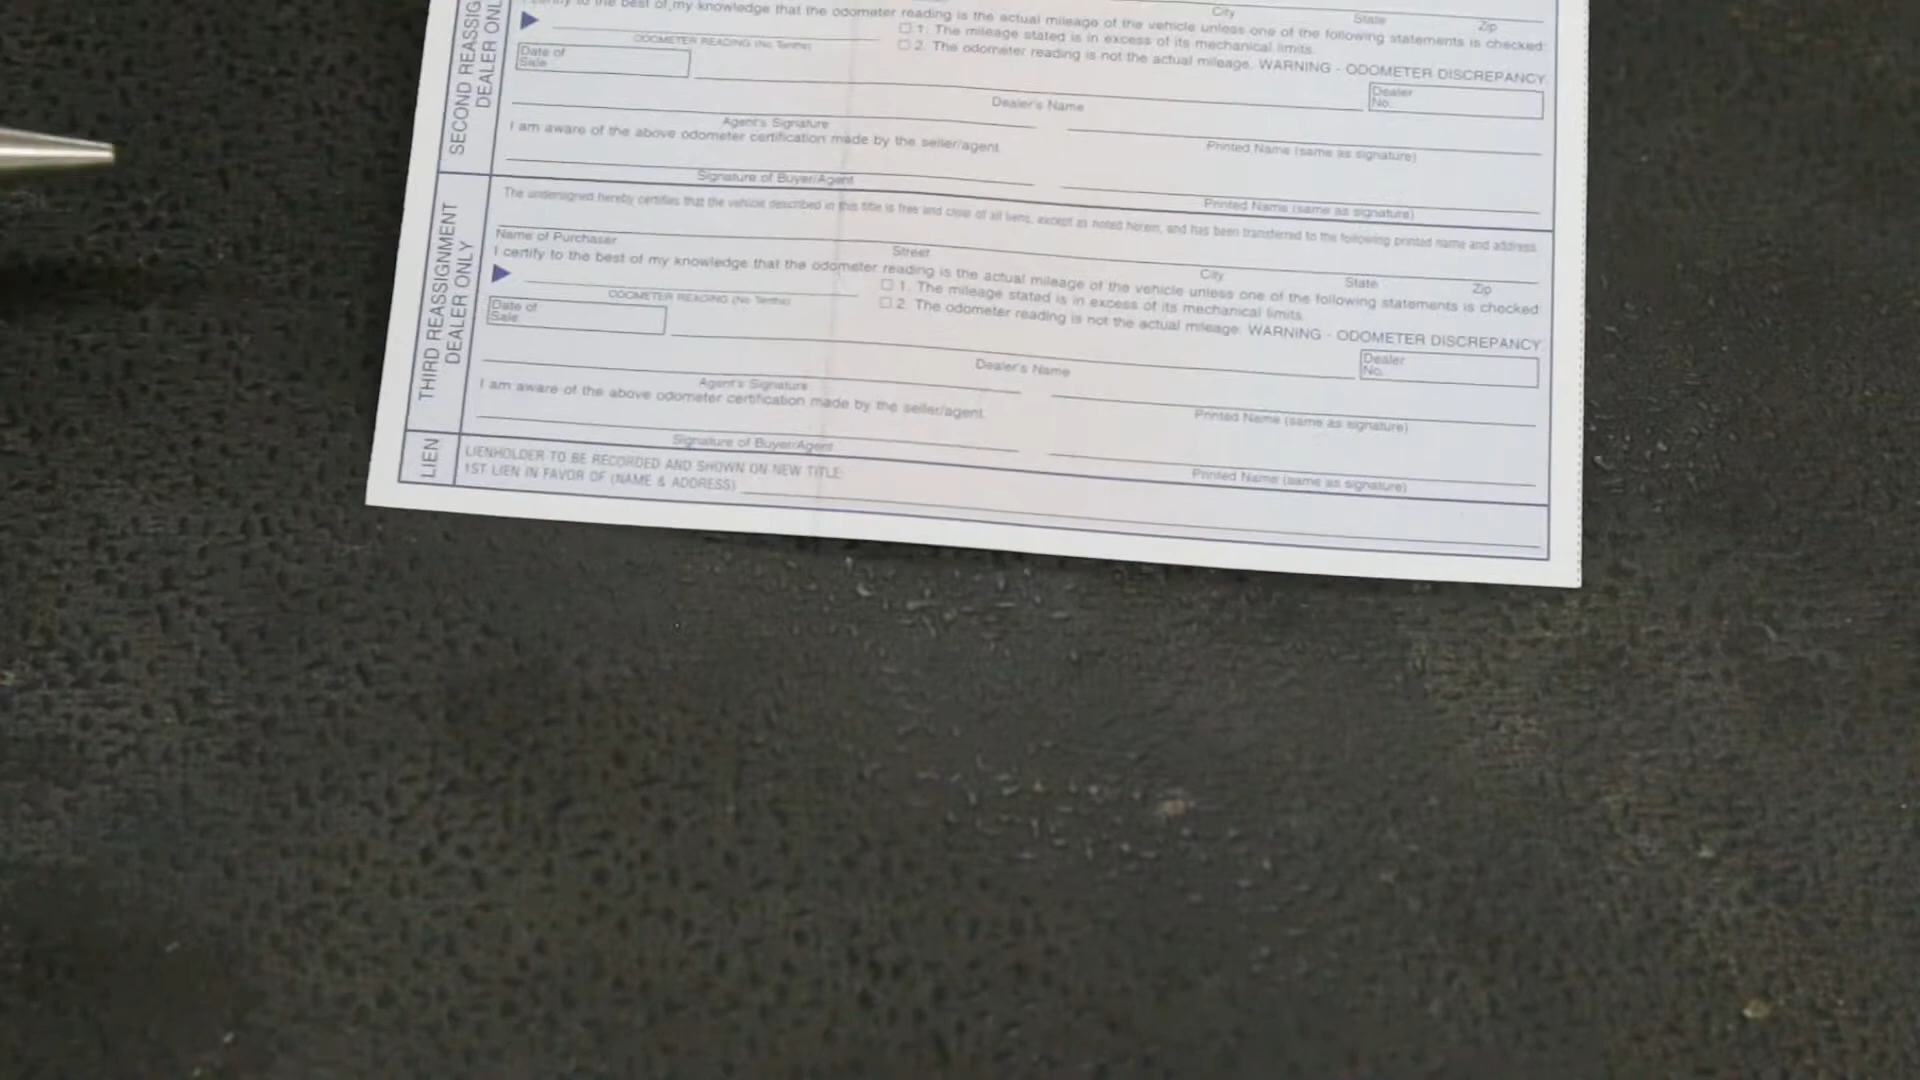 SECOND REASSIG
DEALER ONL
to the best of my knowledge that the odometer reading is the actual mileage of the vehicle unless one of the following statements is checked:
City State Zip
ODOMETER READING (No Tenths)
☐ 1. The mileage stated is in excess of its mechanical limits.
☐ 2. The odometer reading is not the actual mileage. WARNING - ODOMETER DISCREPANCY.
Date of
Sale
Dealer's Name
Dealer
No.
Agent's Signature
Printed Name (same as signature)
I am aware of the above odometer certification made by the seller/agent.
Signature of Buyer/Agent
Printed Name (same as signature)
THIRD REASSIGNMENT
DEALER ONLY
The undersigned hereby certifies that the vehicle described in this title is free and clear of all liens, except as noted herein, and has been transferred to the following printed name and address
Name of Purchaser Street City State Zip
I certify to the best of my knowledge that the odometer reading is the actual mileage of the vehicle unless one of the following statements is checked:
ODOMETER READING (No Tenths)
☐ 1. The mileage stated is in excess of its mechanical limits.
☐ 2. The odometer reading is not the actual mileage. WARNING - ODOMETER DISCREPANCY.
Date of
Sale
Dealer's Name
Dealer
No.
Agent's Signature
Printed Name (same as signature)
I am aware of the above odometer certification made by the seller/agent.
Signature of Buyer/Agent
Printed Name (same as signature)
LIEN
LIENHOLDER TO BE RECORDED AND SHOWN ON NEW TITLE:
1ST LIEN IN FAVOR OF (NAME & ADDRESS)